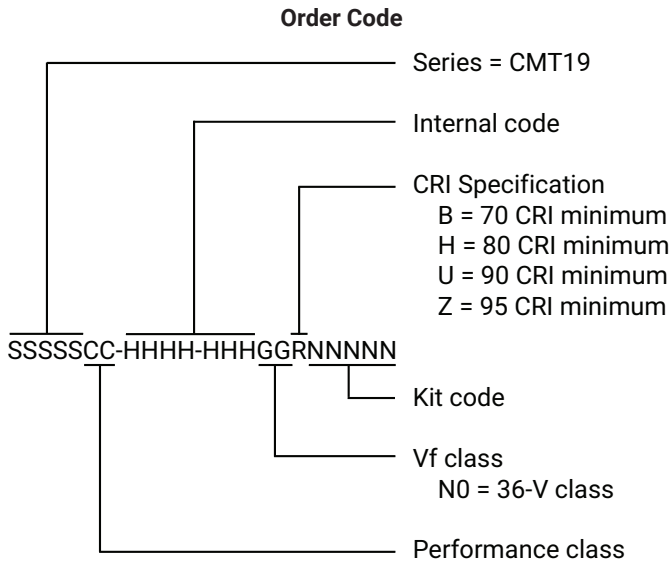 Order Code
Series = CMT19
Internal code
CRI Specification
B = 70 CRI minimum
H = 80 CRI minimum
U = 90 CRI minimum
Z = 95 CRI minimum
SSSSSCC-HHHH-HHHGGRNNNNN
Kit code
Vf class
N0 = 36-V class
Performance class